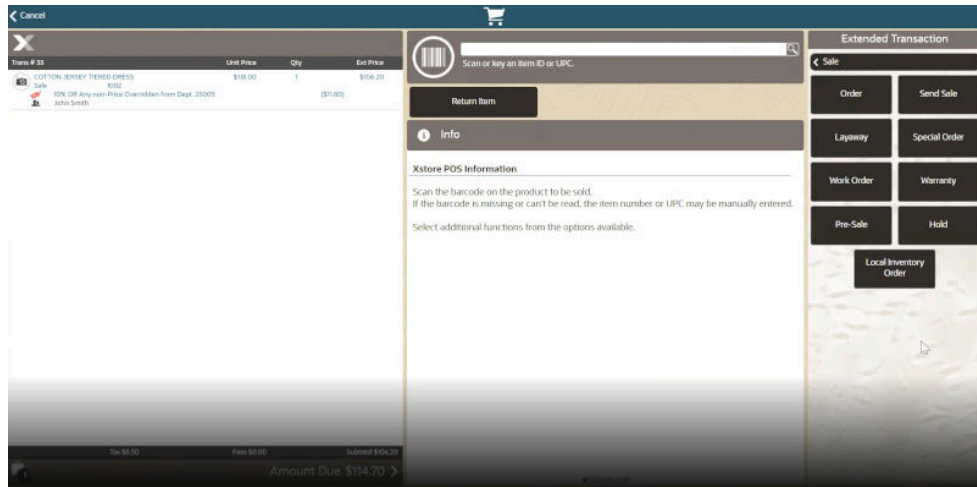 Cancel
Trans # 33 Unit Price Qty Ext Price
COTTON JERSEY TIERED DRESS $118.00 1 $106.20
Sale 1082
10% Off Any non-Price Overridden from Dept. 25005 ($11.80)
John Smith
Tax $8.50 Fees $0.00 Subtotal $106.20
1
Amount Due $114.70
Scan or key an item ID or UPC.
Return Item
Info
Xstore POS Information
Scan the barcode on the product to be sold.
If the barcode is missing or can't be read, the item number or UPC may be manually entered.
Select additional functions from the options available.
Extended Transaction
Sale
Order
Send Sale
Layaway
Special Order
Work Order
Warranty
Pre-Sale
Hold
Local Inventory
Order